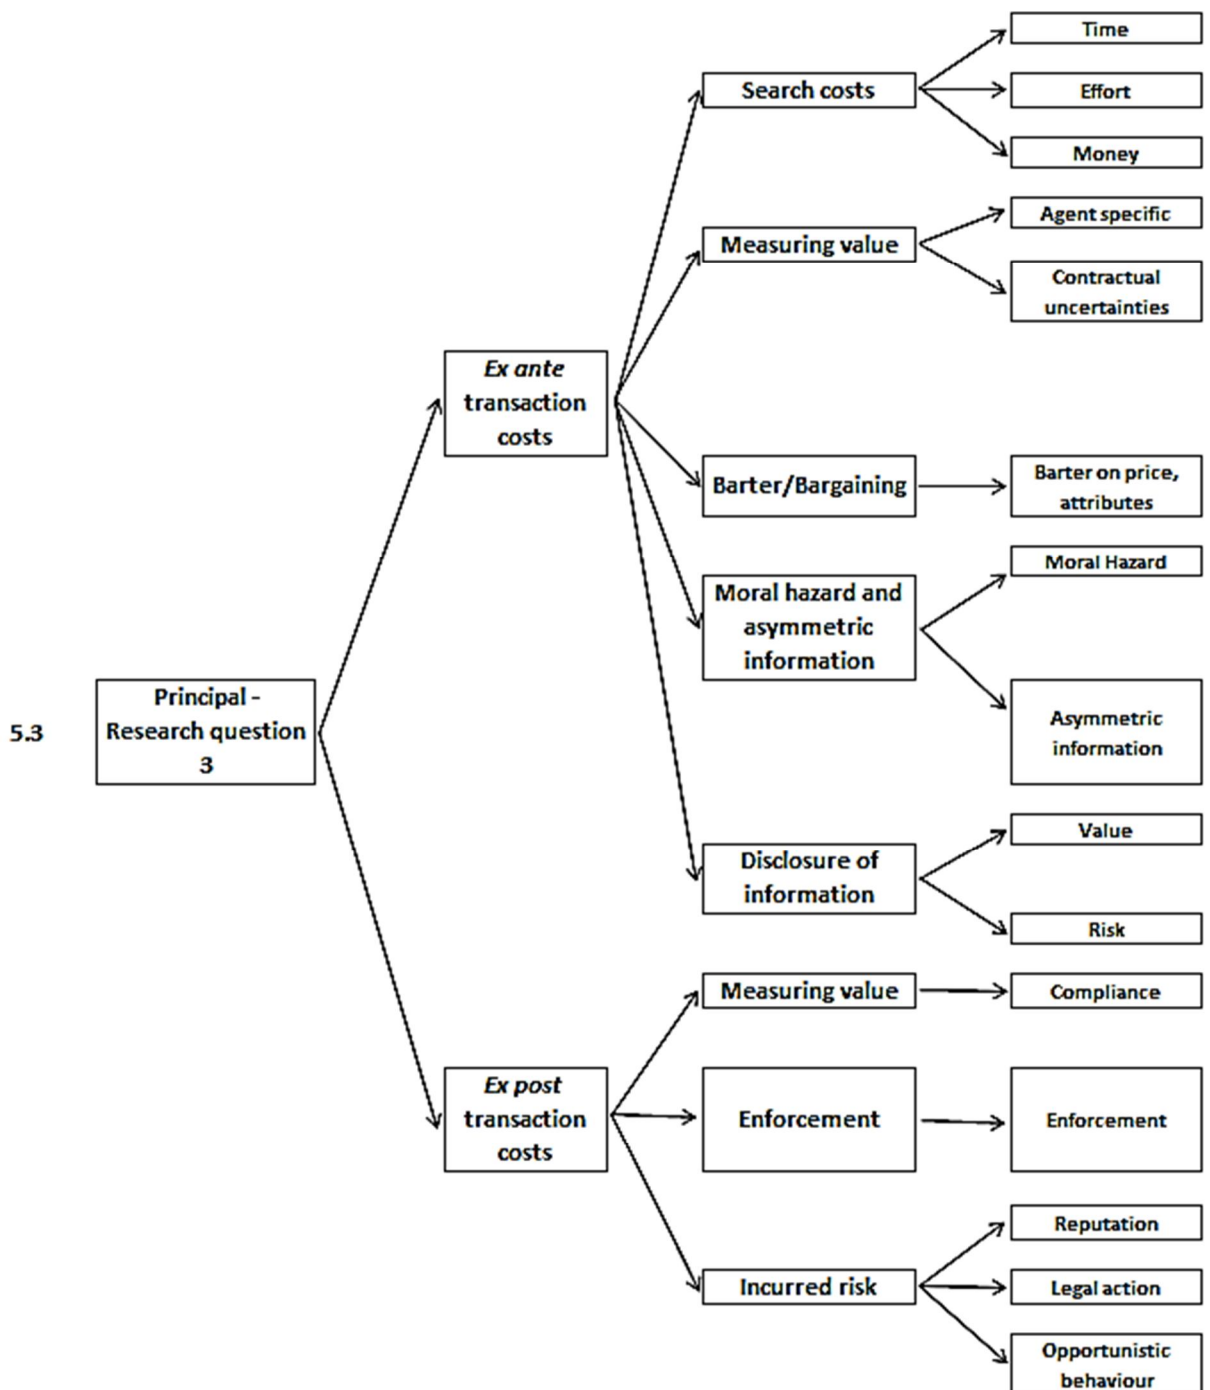 5.3
Principal -
Research question
3
Ex ante
transaction
costs
Search costs
Time
Effort
Money
Measuring value
Agent specific
Contractual
uncertainties
Barter/Bargaining
Barter on price,
attributes
Moral hazard and
asymmetric
information
Moral Hazard
Asymmetric
information
Disclosure of
information
Value
Risk
Ex post
transaction
costs
Measuring value
Compliance
Enforcement
Enforcement
Incurred risk
Reputation
Legal action
Opportunistic
behaviour